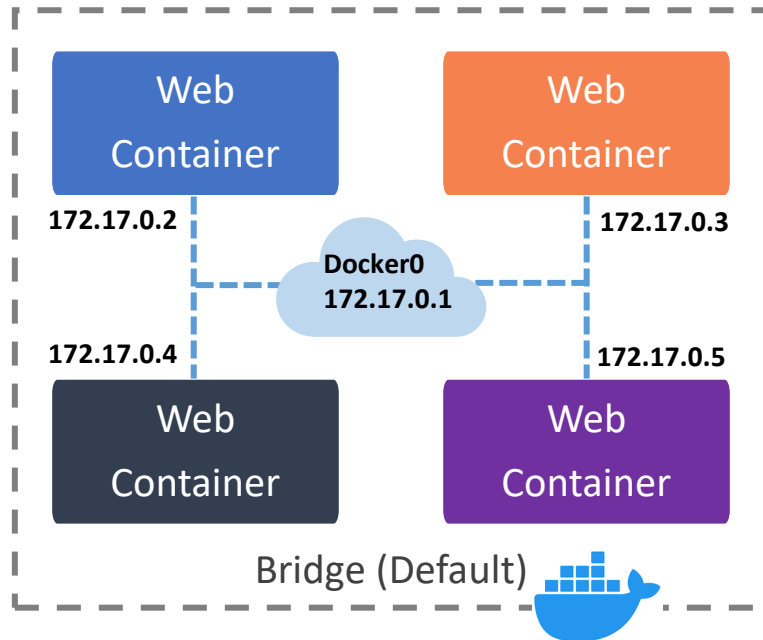 Web
Container
Web
Container
172.17.0.2
172.17.0.3
Docker0
172.17.0.1
172.17.0.4
172.17.0.5
Web
Container
Web
Container
Bridge (Default)